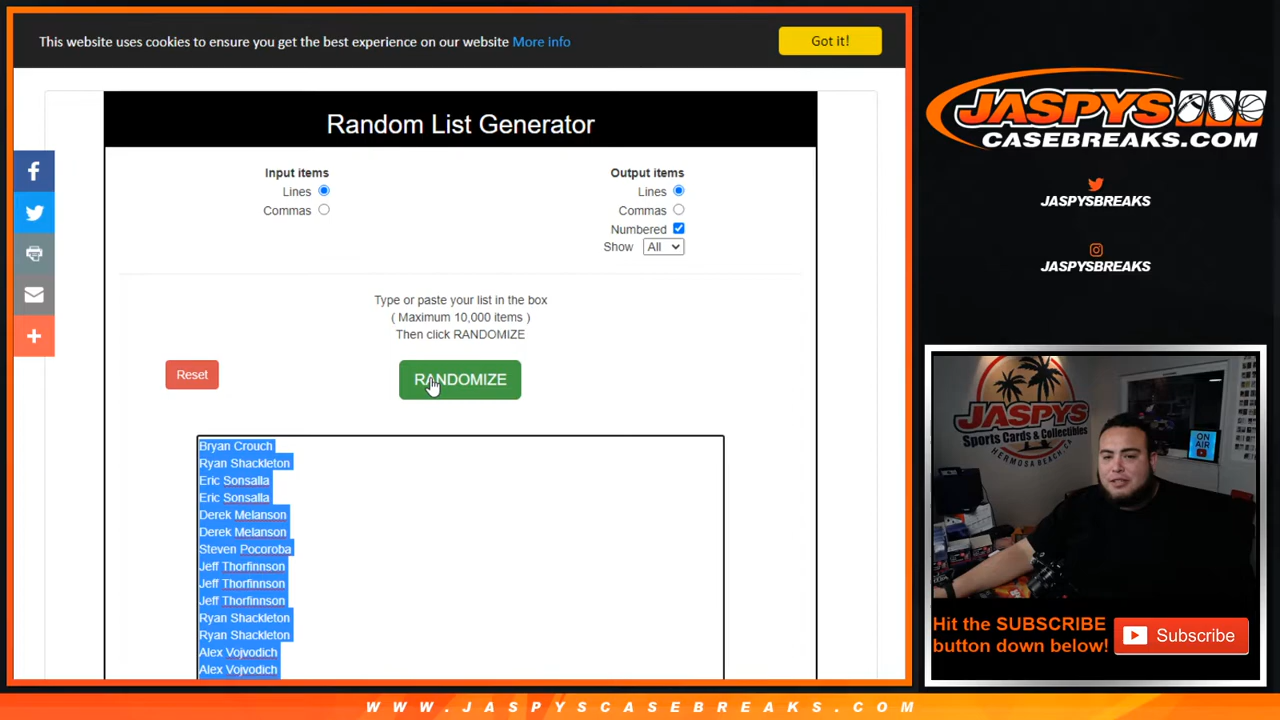 This website uses cookies to ensure you get the best experience on our website More info
Got it!
Random List Generator
Input items
Lines
Commas
Output items
Lines
Commas
Numbered
Show All
Type or paste your list in the box
( Maximum 10,000 items )
Then click RANDOMIZE
Reset
RANDOMIZE
Bryan Crouch
Ryan Shackleton
Eric Sonsalla
Eric Sonsalla
Derek Melanson
Derek Melanson
Steven Pocoroba
Jeff Thorfinnson
Jeff Thorfinnson
Jeff Thorfinnson
Ryan Shackleton
Ryan Shackleton
Alex Vojvodich
Alex Vojvodich
JASPYS
CASEBREAKS.COM
JASPYSBREAKS
JASPYSBREAKS
JASPYS
Sports Cards & Collectibles
HERMOSA BEACH, CA
ON
AIR
Hit the SUBSCRIBE
button down below!
Subscribe
WWW.JASPYSCASEBREAKS.COM